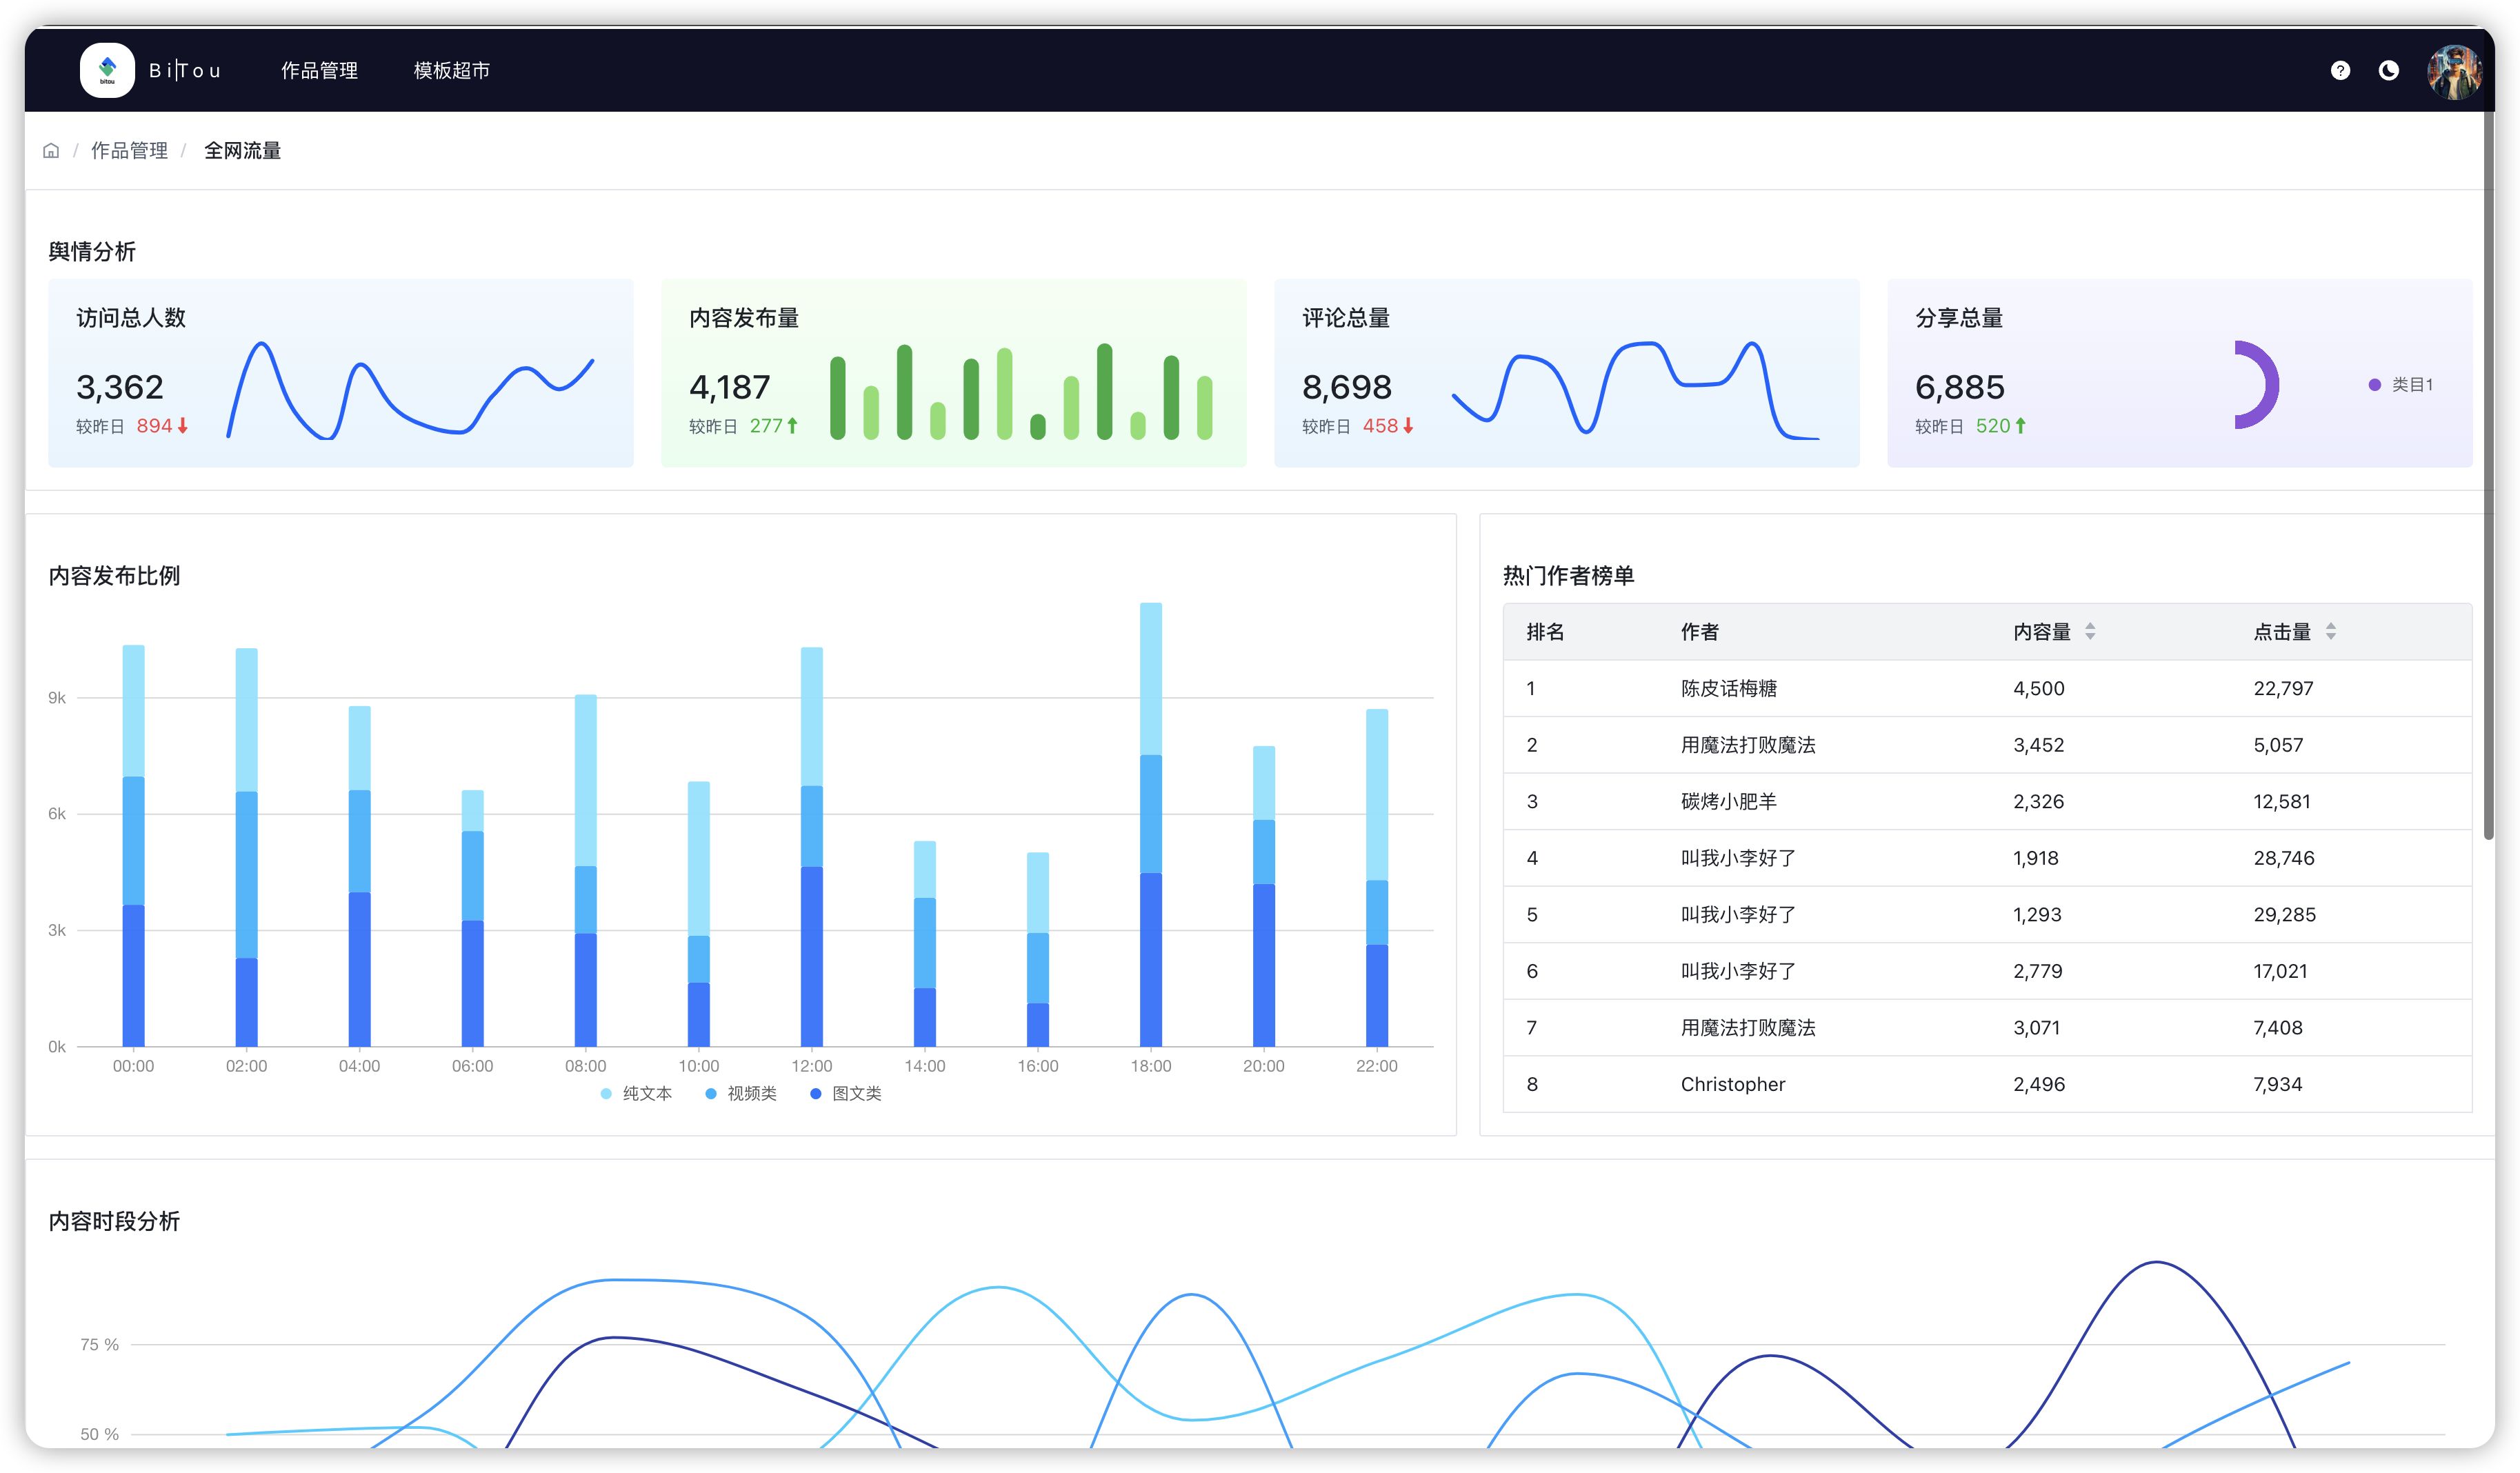 bitou BiTou 作品管理 模板超市 ?
/ 作品管理 / 全网流量
舆情分析
访问总人数
3,362
较昨日 894
内容发布量
4,187
较昨日 277
评论总量
8,698
较昨日 458
分享总量
6,885
较昨日 520
类目1
内容发布比例
9k
6k
3k
0k
00:00 02:00 04:00 06:00 08:00 10:00 12:00 14:00 16:00 18:00 20:00 22:00
纯文本 视频类 图文类
热门作者榜单
排名 作者 内容量 点击量
1 陈皮话梅糖 4,500 22,797
2 用魔法打败魔法 3,452 5,057
3 碳烤小肥羊 2,326 12,581
4 叫我小李好了 1,918 28,746
5 叫我小李好了 1,293 29,285
6 叫我小李好了 2,779 17,021
7 用魔法打败魔法 3,071 7,408
8 Christopher 2,496 7,934
内容时段分析
75 %
50 %